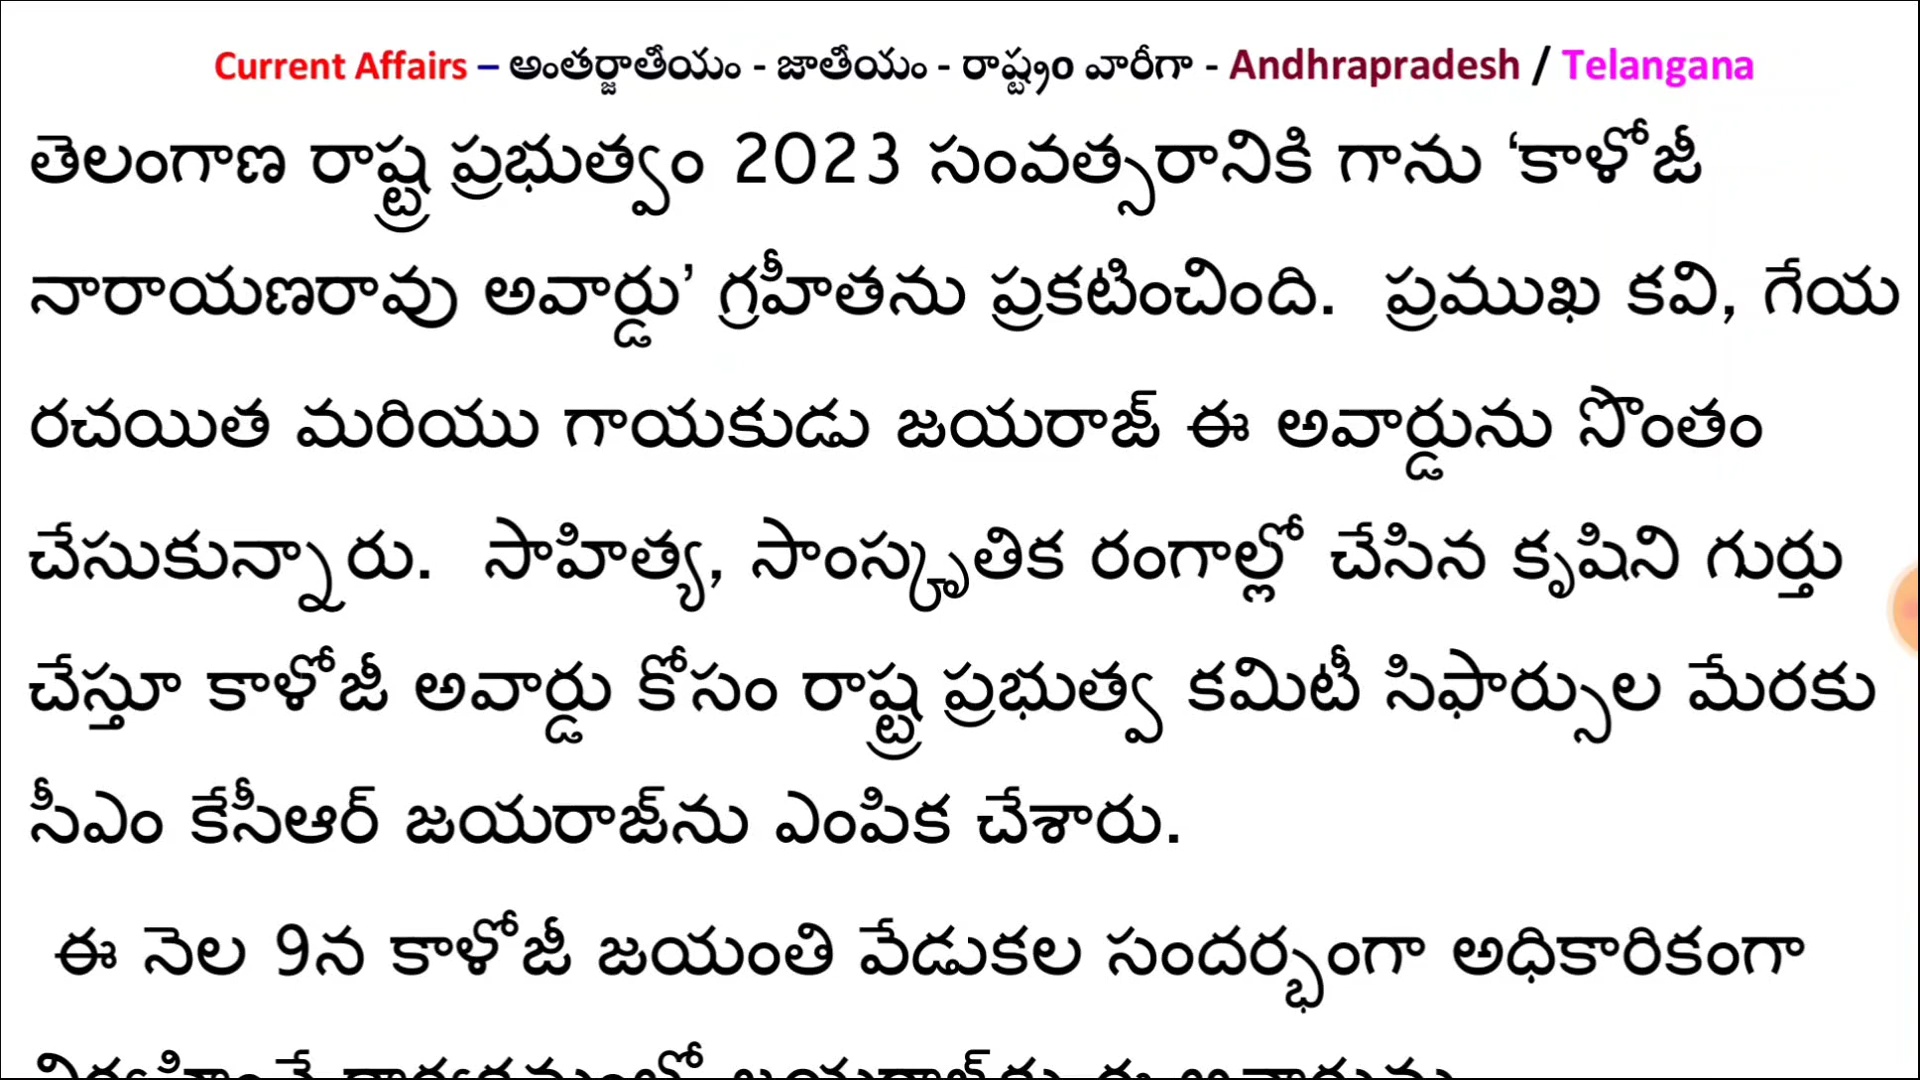 Current Affairs – అంతర్జాతీయం - జాతీయం - రాష్ట్రం వారీగా - Andhrapradesh / Telangana
తెలంగాణ రాష్ట్ర ప్రభుత్వం 2023 సంవత్సరానికి గాను ‘కాళోజీ
నారాయణరావు అవార్డు’ గ్రహీతను ప్రకటించింది. ప్రముఖ కవి, గేయ
రచయిత మరియు గాయకుడు జయరాజ్ ఈ అవార్డును సొంతం
చేసుకున్నారు. సాహిత్య, సాంస్కృతిక రంగాల్లో చేసిన కృషిని గుర్తు
చేస్తూ కాళోజీ అవార్డు కోసం రాష్ట్ర ప్రభుత్వ కమిటీ సిఫార్సుల మేరకు
సీఎం కేసీఆర్ జయరాజ్‌ను ఎంపిక చేశారు.
ఈ నెల 9న కాళోజీ జయంతి వేడుకల సందర్భంగా అధికారికంగా